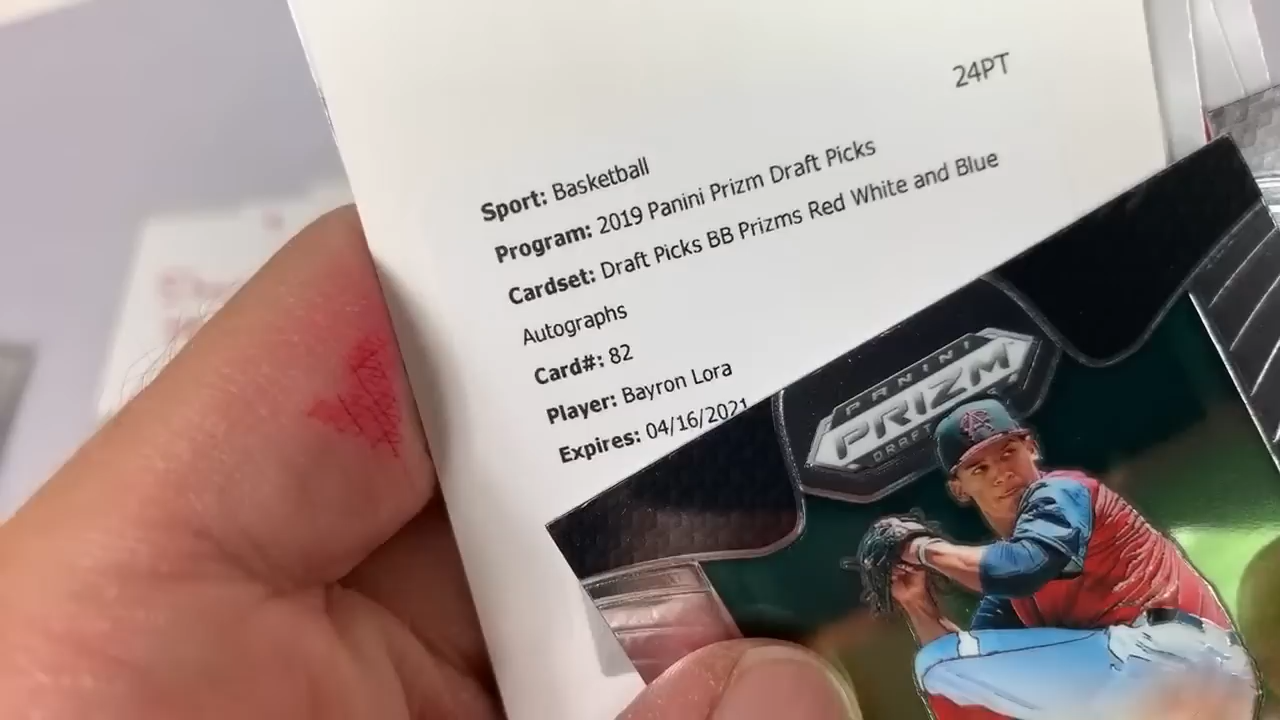 24PT
Sport: Basketball
Program: 2019 Panini Prizm Draft Picks
Cardset: Draft Picks BB Prizms Red White and Blue
Autographs
Card#: 82
Player: Bayron Lora
Expires: 04/16/2021
PANINI
PRIZM
DRAFT
A